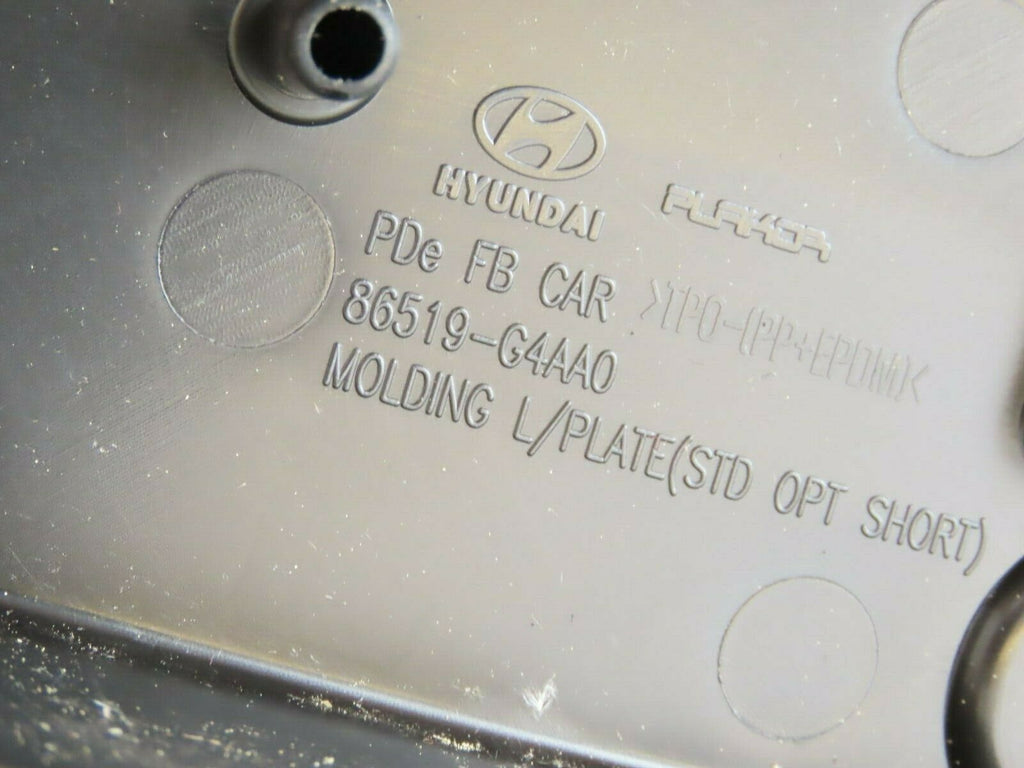 HYUNDAI
PLAKOR
PDe FB CAR
>TPO-(PP+EPDM)<
86519-G4AA0
MOLDING L/PLATE(STD OPT SHORT)